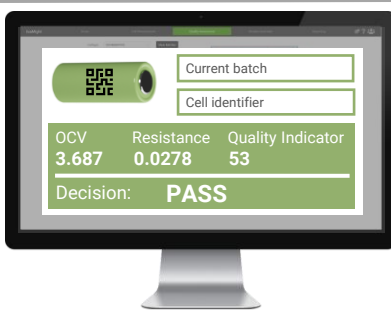 Current batch
Cell identifier
OCV Resistance Quality Indicator
3.687 0.0278 53
Decision: PASS